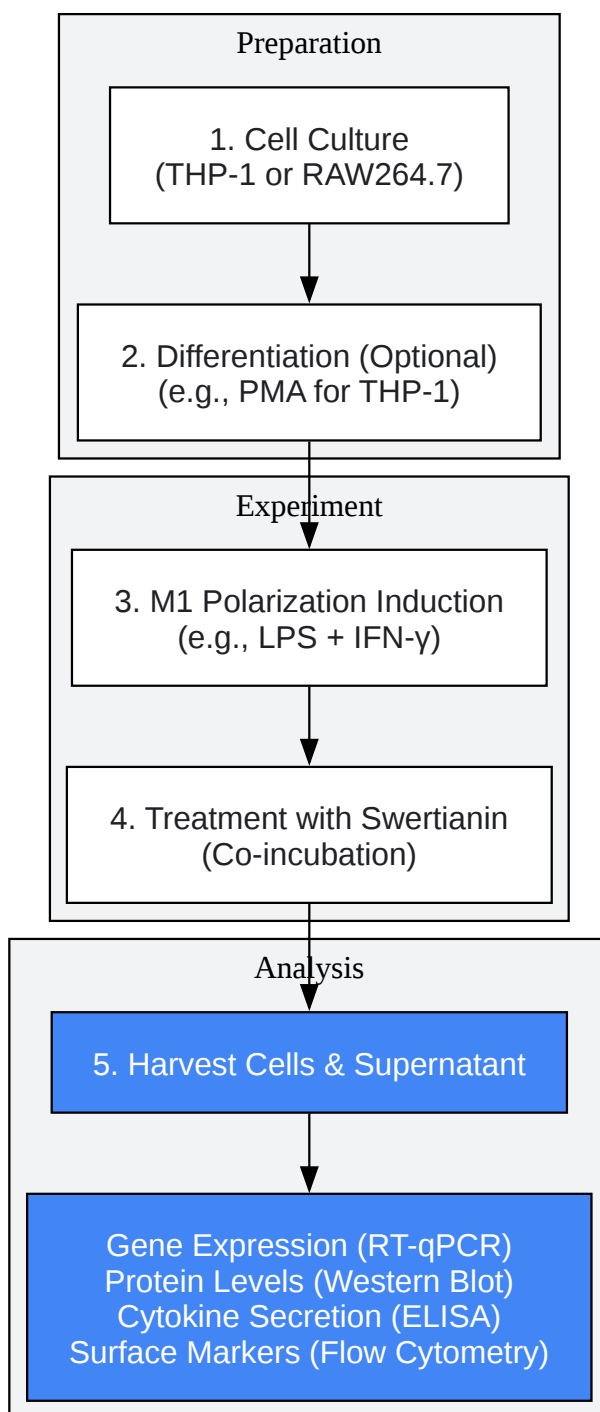 Preparation
1. Cell Culture
(THP-1 or RAW264.7)
2. Differentiation (Optional)
(e.g., PMA for THP-1)
Experiment
3. M1 Polarization Induction
(e.g., LPS + IFN-γ)
4. Treatment with Swertianin
(Co-incubation)
Analysis
5. Harvest Cells & Supernatant
Gene Expression (RT-qPCR)
Protein Levels (Western Blot)
Cytokine Secretion (ELISA)
Surface Markers (Flow Cytometry)